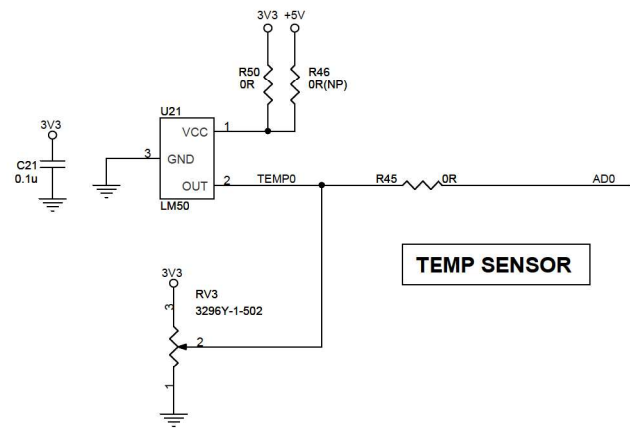 3V3 +5V
R50 R46
0R 0R(NP)
U21
3V3
VCC 1
C21
0.1u
3 GND
OUT 2 TEMP0 R45 0R AD0
LM50
TEMP SENSOR
3V3
RV3
3296Y-1-502
3
2
1